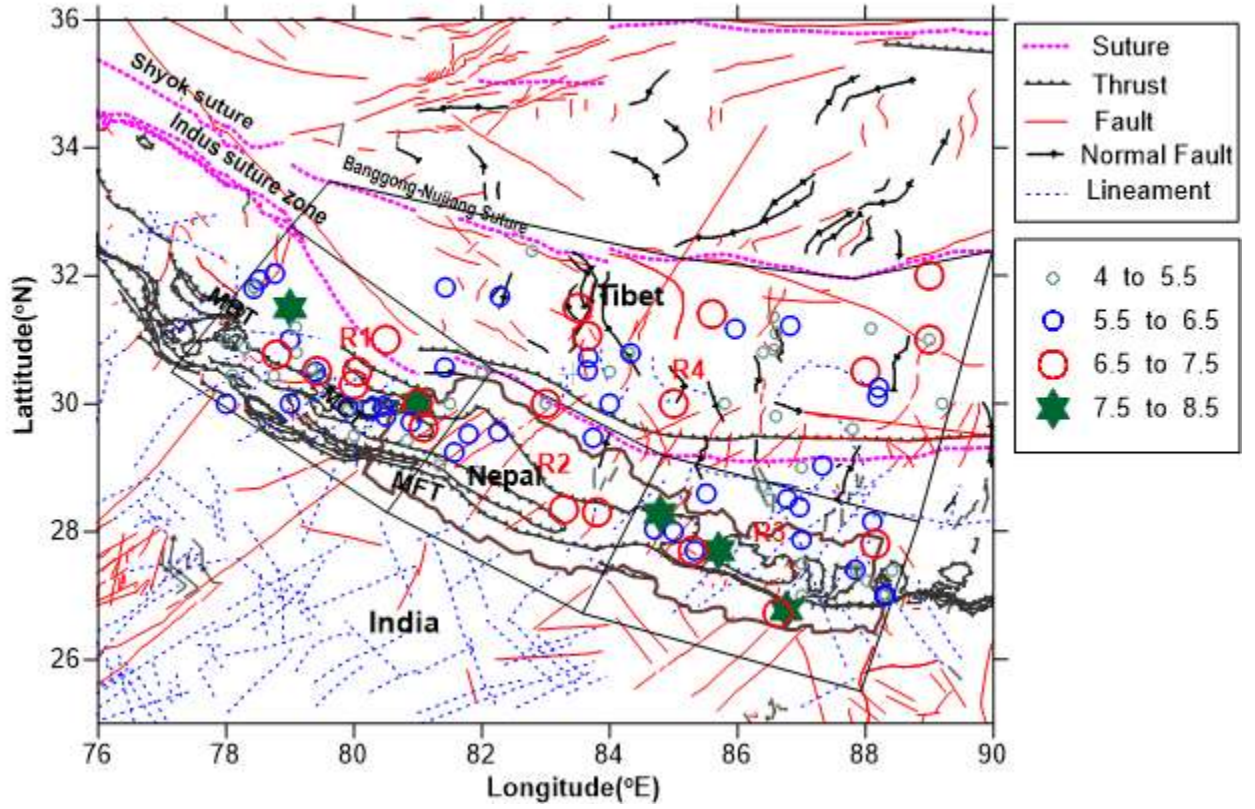 36
34
32
30
28
26
76
78
80
82
84
86
88
90
Lattitude(ºN)
Longitude(ºE)
Shyok suture
Indus suture zone
Banggong-Nujiang Suture
MBT
Tibet
R1
R4
R2
Nepal
MFT
R3
India
Suture
Thrust
Fault
Normal Fault
Lineament
4 to 5.5
5.5 to 6.5
6.5 to 7.5
7.5 to 8.5